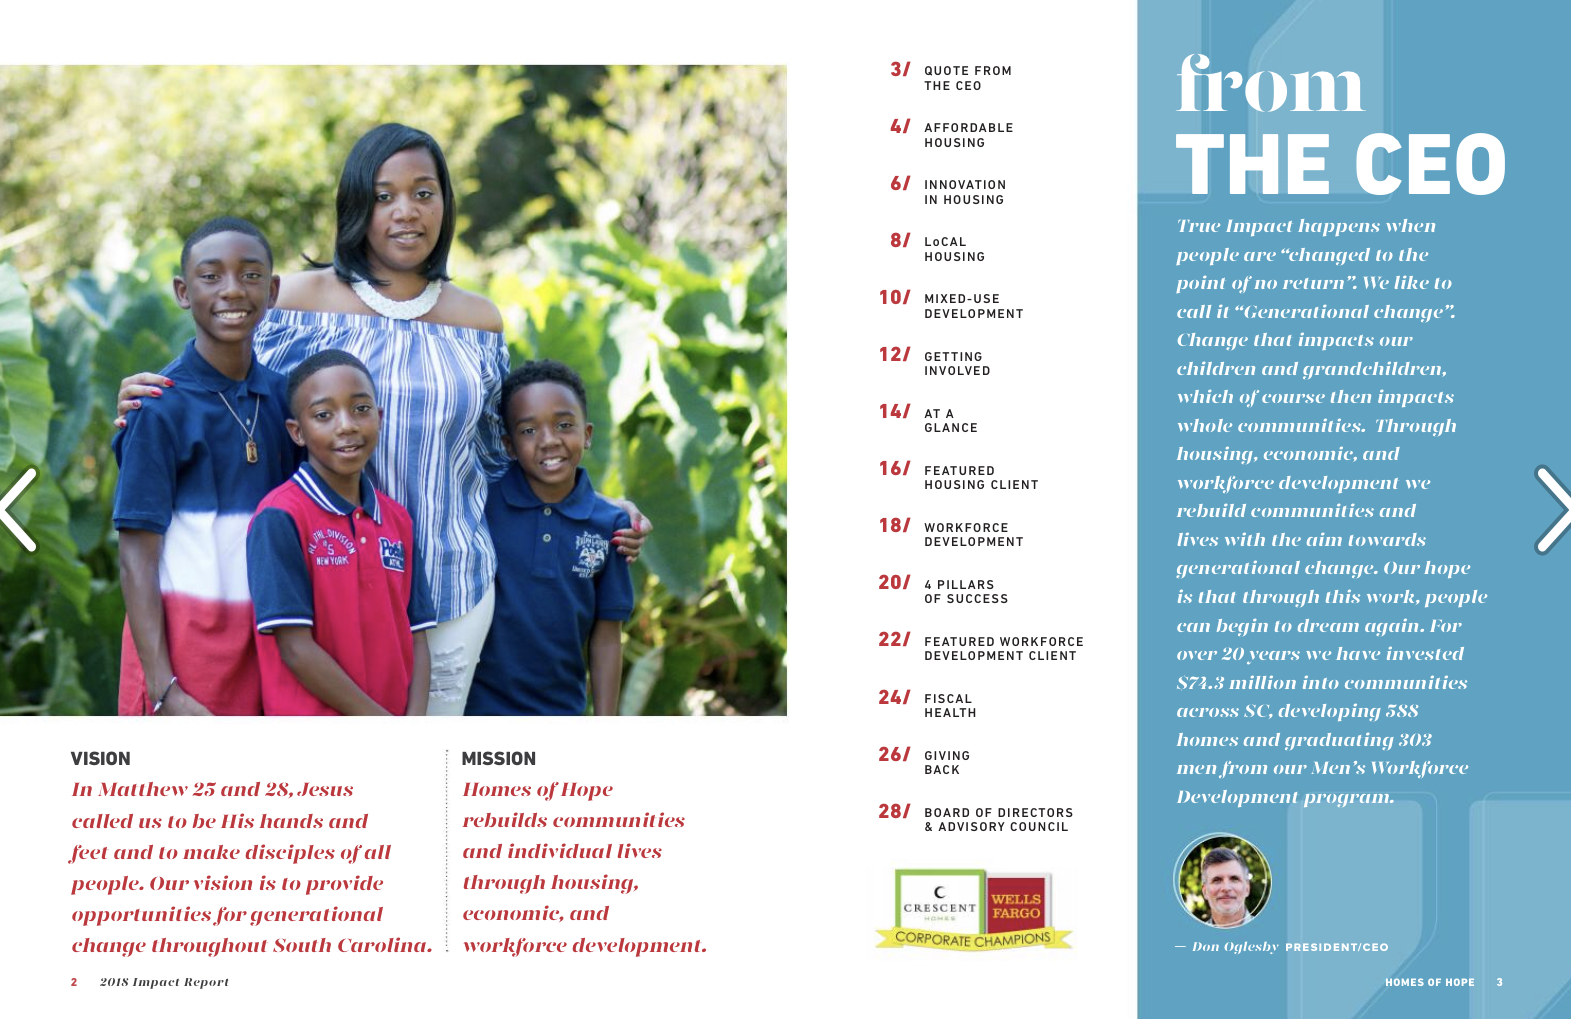 VISION
In Matthew 25 and 28, Jesus
called us to be His hands and
feet and to make disciples of all
people. Our vision is to provide
opportunities for generational
change throughout South Carolina.
MISSION
Homes of Hope
rebuilds communities
and individual lives
through housing,
economic, and
workforce development.
2 2018 Impact Report
3/ QUOTE FROM
THE CEO
4/ AFFORDABLE
HOUSING
6/ INNOVATION
IN HOUSING
8/ LoCAL
HOUSING
10/ MIXED-USE
DEVELOPMENT
12/ GETTING
INVOLVED
14/ AT A
GLANCE
16/ FEATURED
HOUSING CLIENT
18/ WORKFORCE
DEVELOPMENT
20/ 4 PILLARS
OF SUCCESS
22/ FEATURED WORKFORCE
DEVELOPMENT CLIENT
24/ FISCAL
HEALTH
26/ GIVING
BACK
28/ BOARD OF DIRECTORS
& ADVISORY COUNCIL
CRESCENT
HOMES
WELLS
FARGO
CORPORATE CHAMPIONS
from
THE CEO
True Impact happens when
people are “changed to the
point of no return”. We like to
call it “Generational change”.
Change that impacts our
children and grandchildren,
which of course then impacts
whole communities. Through
housing, economic, and
workforce development we
rebuild communities and
lives with the aim towards
generational change. Our hope
is that through this work, people
can begin to dream again. For
over 20 years we have invested
$74.3 million into communities
across SC, developing 588
homes and graduating 303
men from our Men’s Workforce
Development program.
— Don Oglesby PRESIDENT/CEO
HOMES OF HOPE 3